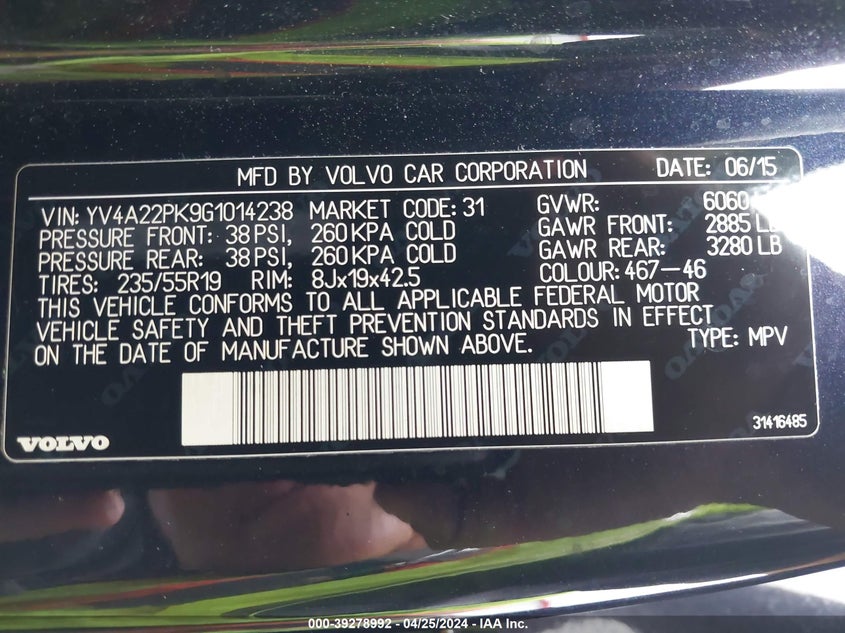 MFD BY VOLVO CAR CORPORATION DATE: 06/15
VIN: YV4A22PK9G1014238 MARKET CODE: 31 GVWR: 6060
PRESSURE FRONT: 38 PSI, 260 KPA COLD GAWR FRONT: 2885 LB
PRESSURE REAR: 38 PSI, 260 KPA COLD GAWR REAR: 3280 LB
TIRES: 235/55R19 RIM: 8Jx19x42.5 COLOUR: 467-46
THIS VEHICLE CONFORMS TO ALL APPLICABLE FEDERAL MOTOR
VEHICLE SAFETY AND THEFT PREVENTION STANDARDS IN EFFECT
ON THE DATE OF MANUFACTURE SHOWN ABOVE. TYPE: MPV
31416485
VOLVO
000-39278992 - 04/25/2024 - IAA Inc.